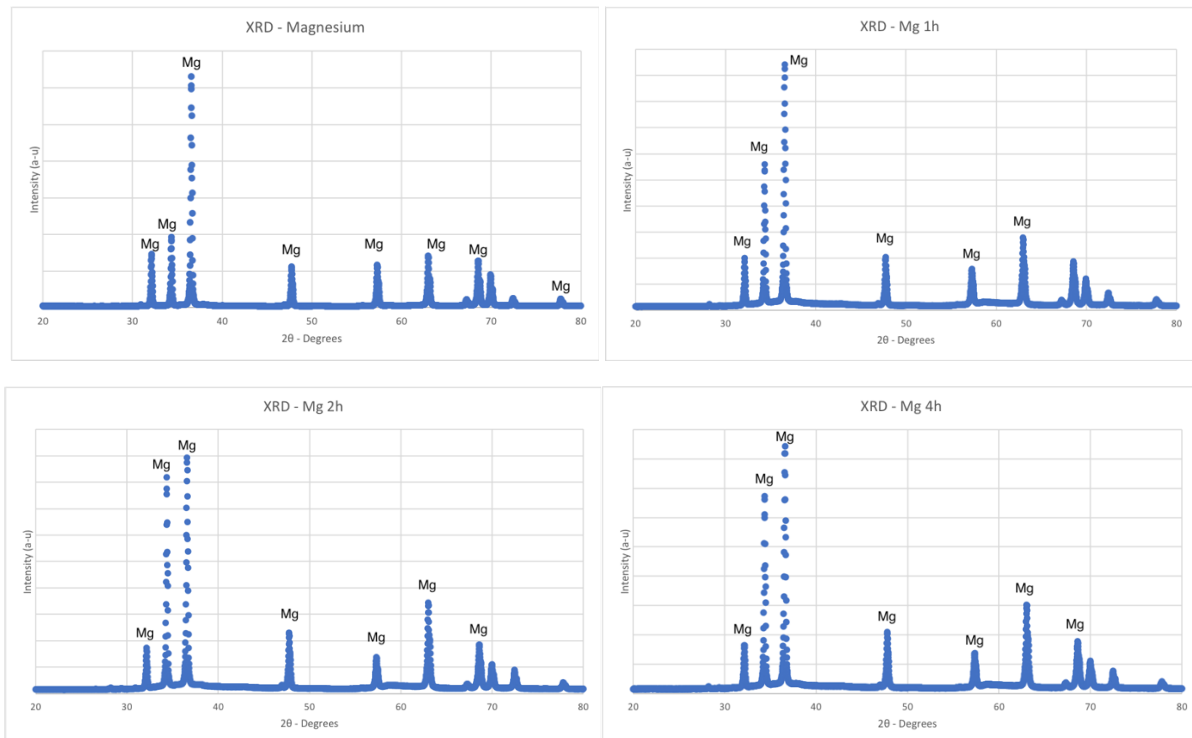 XRD - Magnesium
Mg
Mg
Mg
Mg
Mg
Mg
Mg
Mg
Intensity (a-u)
20 30 40 50 60 70 80
2θ - Degrees
XRD - Mg 1h
Mg
Mg
Mg
Mg
Mg
Mg
Intensity (a-u)
20 30 40 50 60 70 80
2θ - Degrees
XRD - Mg 2h
Mg
Mg
Mg
Mg
Mg
Mg
Mg
Intensity (a-u)
20 30 40 50 60 70 80
2θ - Degrees
XRD - Mg 4h
Mg
Mg
Mg
Mg
Mg
Mg
Mg
Intensity (a-u)
20 30 40 50 60 70 80
2θ - Degrees